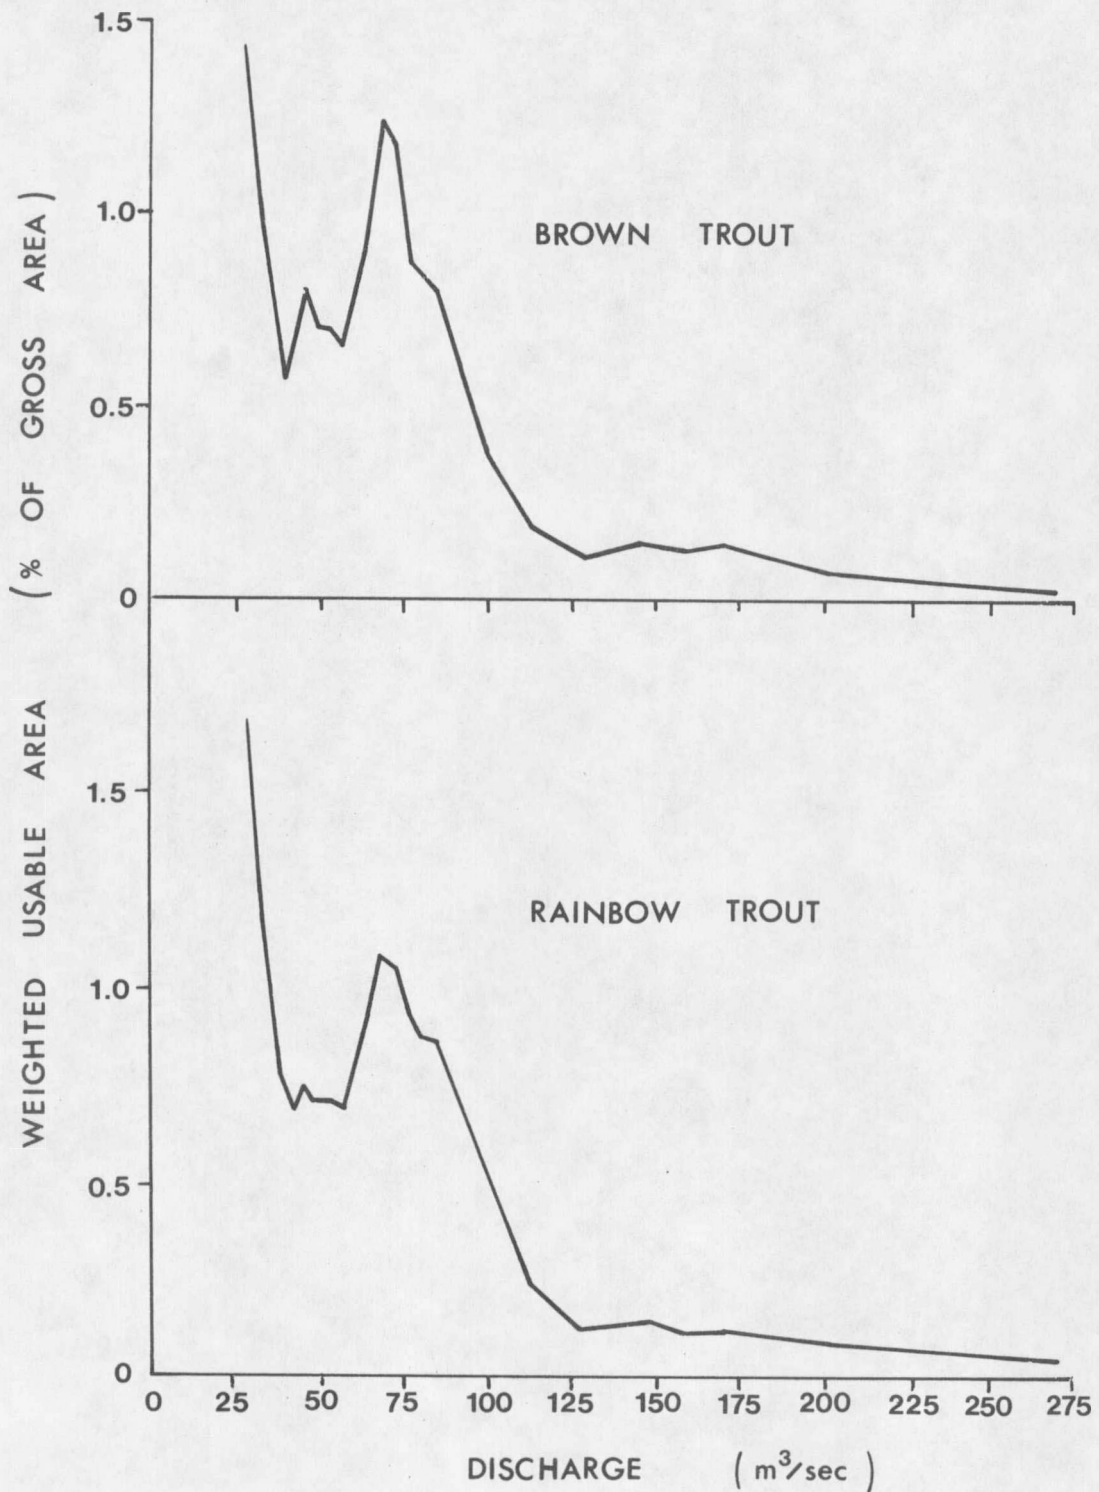 WEIGHTED USABLE AREA (% OF GROSS AREA)
1.5
1.0
0.5
0
BROWN TROUT
1.5
1.0
0.5
0
RAINBOW TROUT
0 25 50 75 100 125 150 175 200 225 250 275
DISCHARGE (m³/sec)